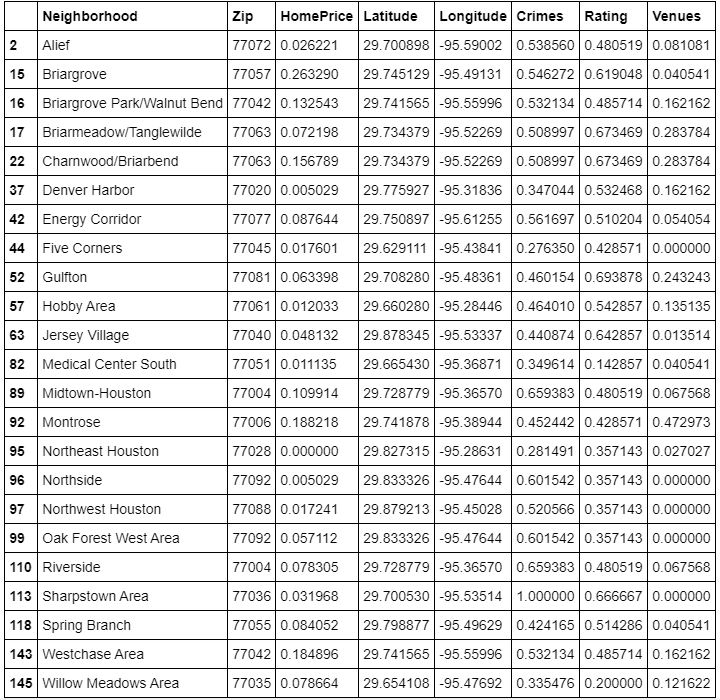 Neighborhood Zip HomePrice Latitude Longitude Crimes Rating Venues
2 Alief 77072 0.026221 29.700898 -95.59002 0.538560 0.480519 0.081081
15 Briargrove 77057 0.263290 29.745129 -95.49131 0.546272 0.619048 0.040541
16 Briargrove Park/Walnut Bend 77042 0.132543 29.741565 -95.55996 0.532134 0.485714 0.162162
17 Briarmeadow/Tanglewilde 77063 0.072198 29.734379 -95.52269 0.508997 0.673469 0.283784
22 Charnwood/Briarbend 77063 0.156789 29.734379 -95.52269 0.508997 0.673469 0.283784
37 Denver Harbor 77020 0.005029 29.775927 -95.31836 0.347044 0.532468 0.162162
42 Energy Corridor 77077 0.087644 29.750897 -95.61255 0.561697 0.510204 0.054054
44 Five Corners 77045 0.017601 29.629111 -95.43841 0.276350 0.428571 0.000000
52 Gulfton 77081 0.063398 29.708280 -95.48361 0.460154 0.693878 0.243243
57 Hobby Area 77061 0.012033 29.660280 -95.28446 0.464010 0.542857 0.135135
63 Jersey Village 77040 0.048132 29.878345 -95.53337 0.440874 0.642857 0.013514
82 Medical Center South 77051 0.011135 29.665430 -95.36871 0.349614 0.142857 0.040541
89 Midtown-Houston 77004 0.109914 29.728779 -95.36570 0.659383 0.480519 0.067568
92 Montrose 77006 0.188218 29.741878 -95.38944 0.452442 0.428571 0.472973
95 Northeast Houston 77028 0.000000 29.827315 -95.28631 0.281491 0.357143 0.027027
96 Northside 77092 0.005029 29.833326 -95.47644 0.601542 0.357143 0.000000
97 Northwest Houston 77088 0.017241 29.879213 -95.45028 0.520566 0.357143 0.000000
99 Oak Forest West Area 77092 0.057112 29.833326 -95.47644 0.601542 0.357143 0.000000
110 Riverside 77004 0.078305 29.728779 -95.36570 0.659383 0.480519 0.067568
113 Sharpstown Area 77036 0.031968 29.700530 -95.53514 1.000000 0.666667 0.000000
118 Spring Branch 77055 0.084052 29.798877 -95.49629 0.424165 0.514286 0.040541
143 Westchase Area 77042 0.184896 29.741565 -95.55996 0.532134 0.485714 0.162162
145 Willow Meadows Area 77035 0.078664 29.654108 -95.47692 0.335476 0.200000 0.121622